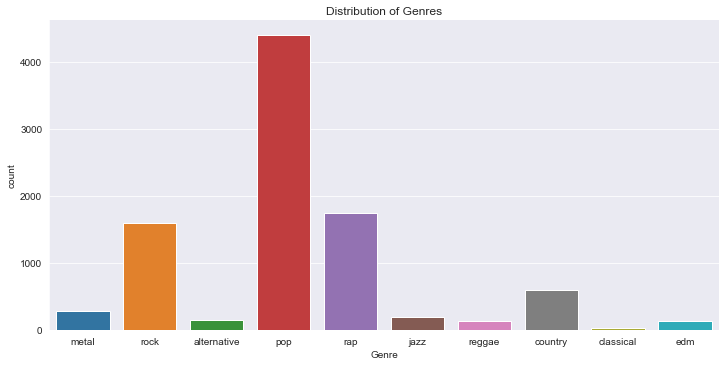 Distribution of Genres
4000
3000
2000
1000
0
count
metal rock alternative pop rap jazz reggae country classical edm
Genre